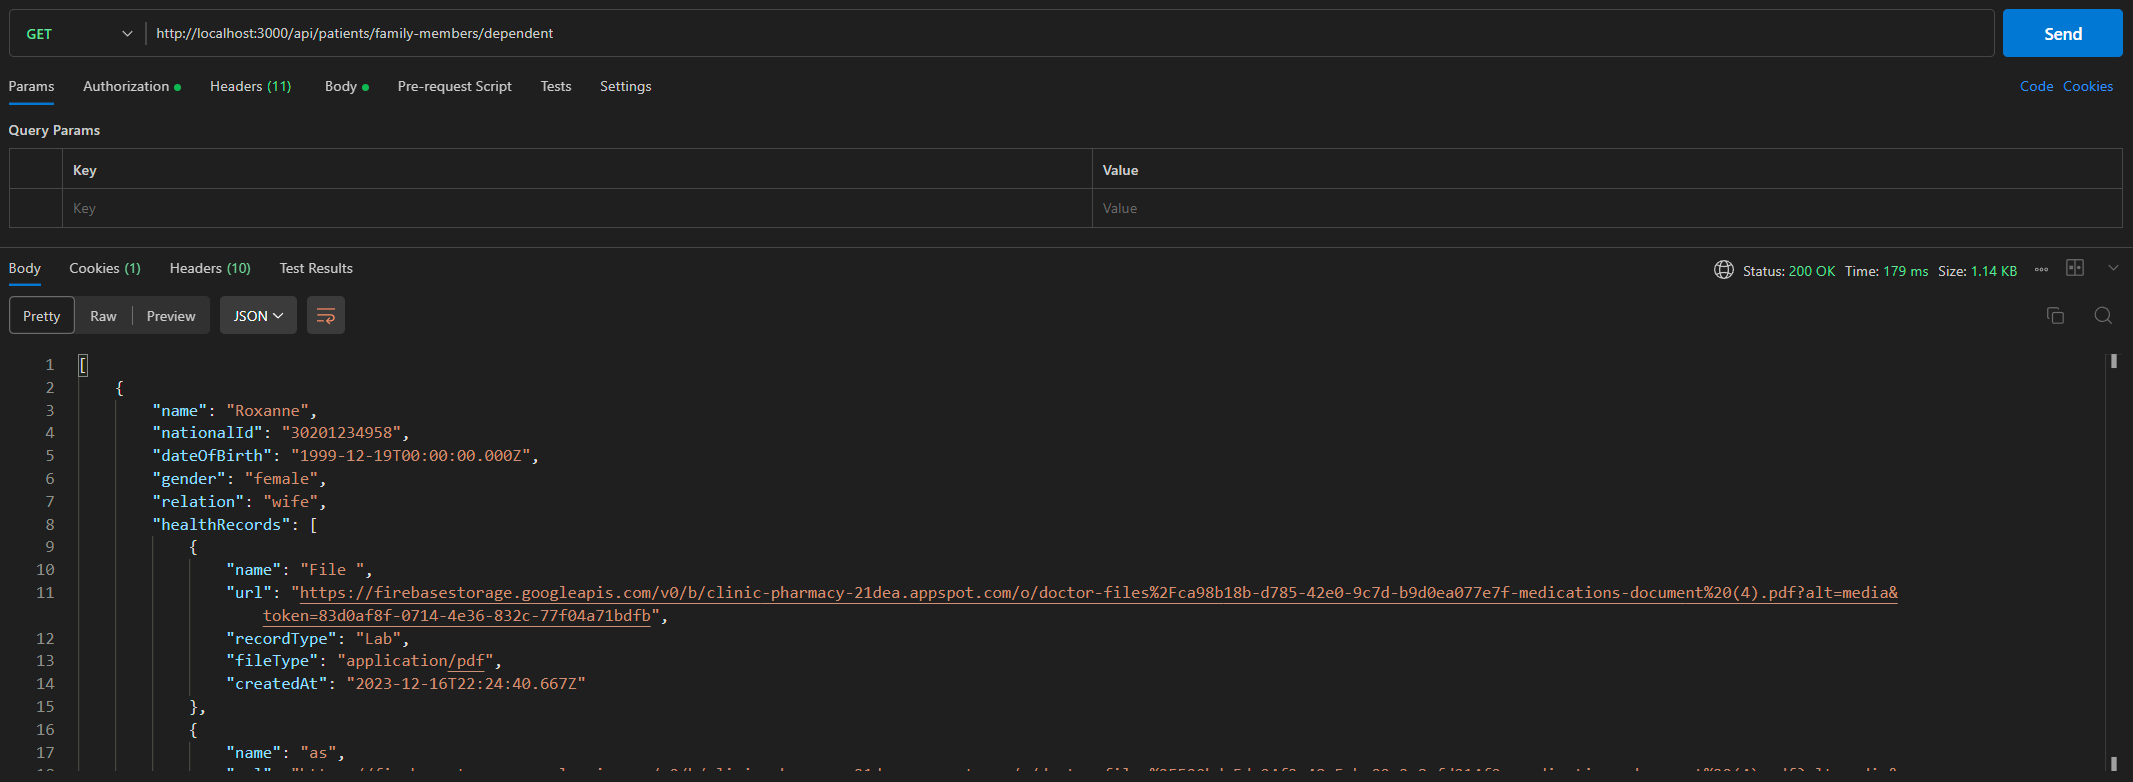 GET http://localhost:3000/api/patients/family-members/dependent Send
Params Authorization Headers (11) Body Pre-request Script Tests Settings Code Cookies
Query Params
Key Value
Key Value
Body Cookies (1) Headers (10) Test Results Status: 200 OK Time: 179 ms Size: 1.14 KB
Pretty Raw Preview JSON
1 [
2 {
3 "name": "Roxanne",
4 "nationalId": "30201234958",
5 "dateOfBirth": "1999-12-19T00:00:00.000Z",
6 "gender": "female",
7 "relation": "wife",
8 "healthRecords": [
9 {
10 "name": "File ",
11 "url": "https://firebasestorage.googleapis.com/v0/b/clinic-pharmacy-21dea.appspot.com/o/doctor-files%2Fca98b18b-d785-42e0-9c7d-b9d0ea077e7f-medications-document%20(4).pdf?alt=media&
token=83d0af8f-0714-4e36-832c-77f04a71bdfb",
12 "recordType": "Lab",
13 "fileType": "application/pdf",
14 "createdAt": "2023-12-16T22:24:40.667Z"
15 },
16 {
17 "name": "as",